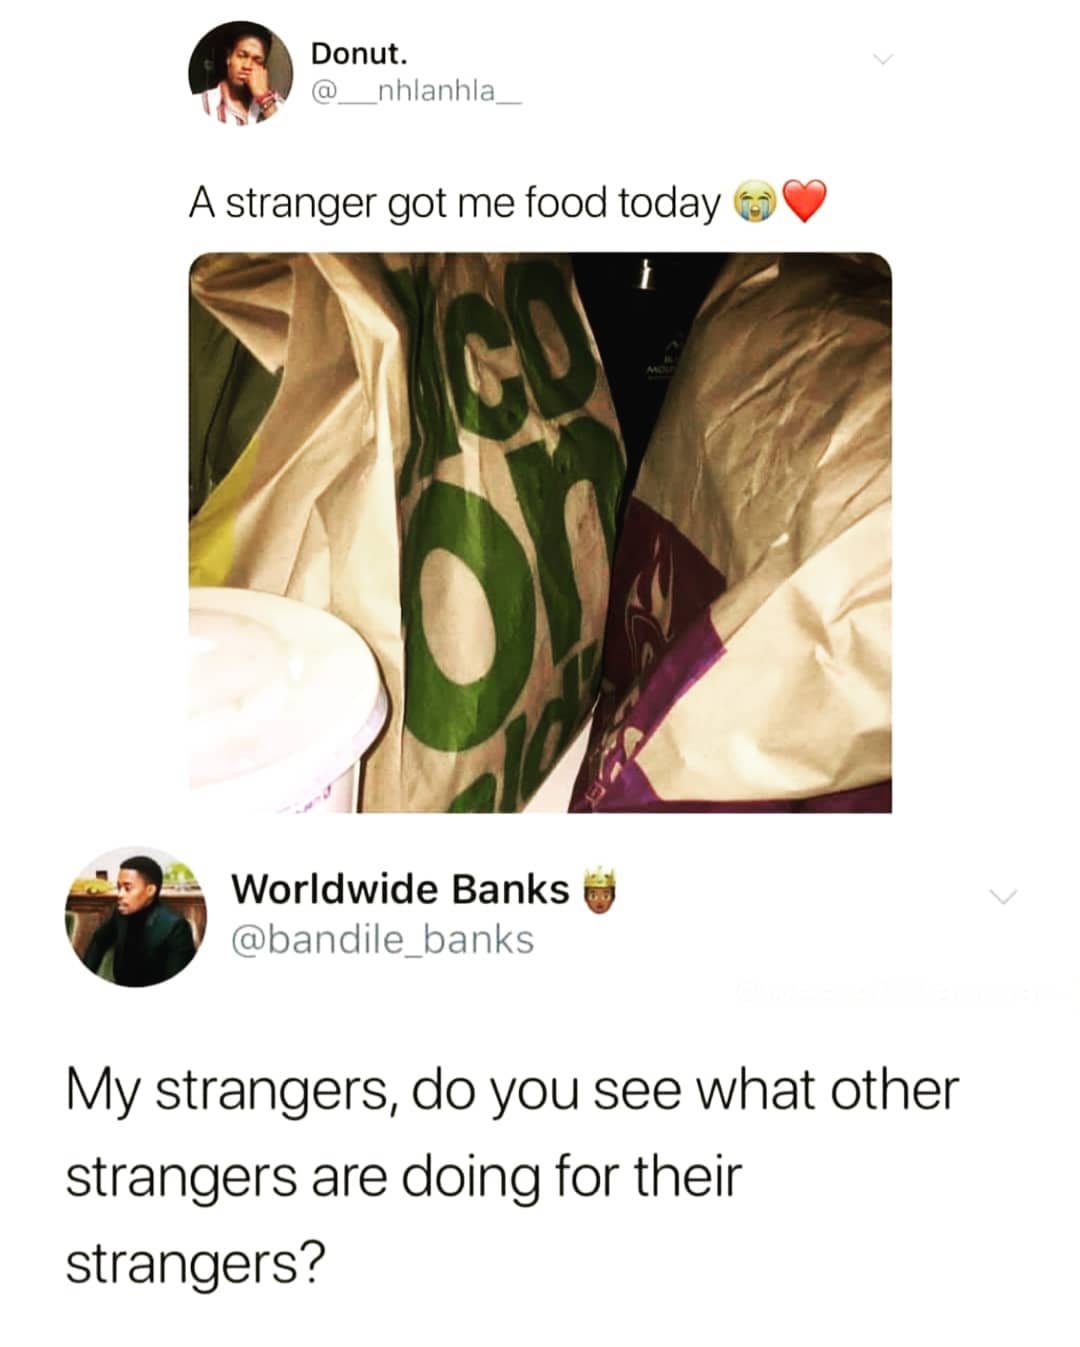 Donut.
@__nhlanhla__
A stranger got me food today 😭❤️
co
on
Worldwide Banks 🤴🏾
@bandile_banks
My strangers, do you see what other
strangers are doing for their
strangers?